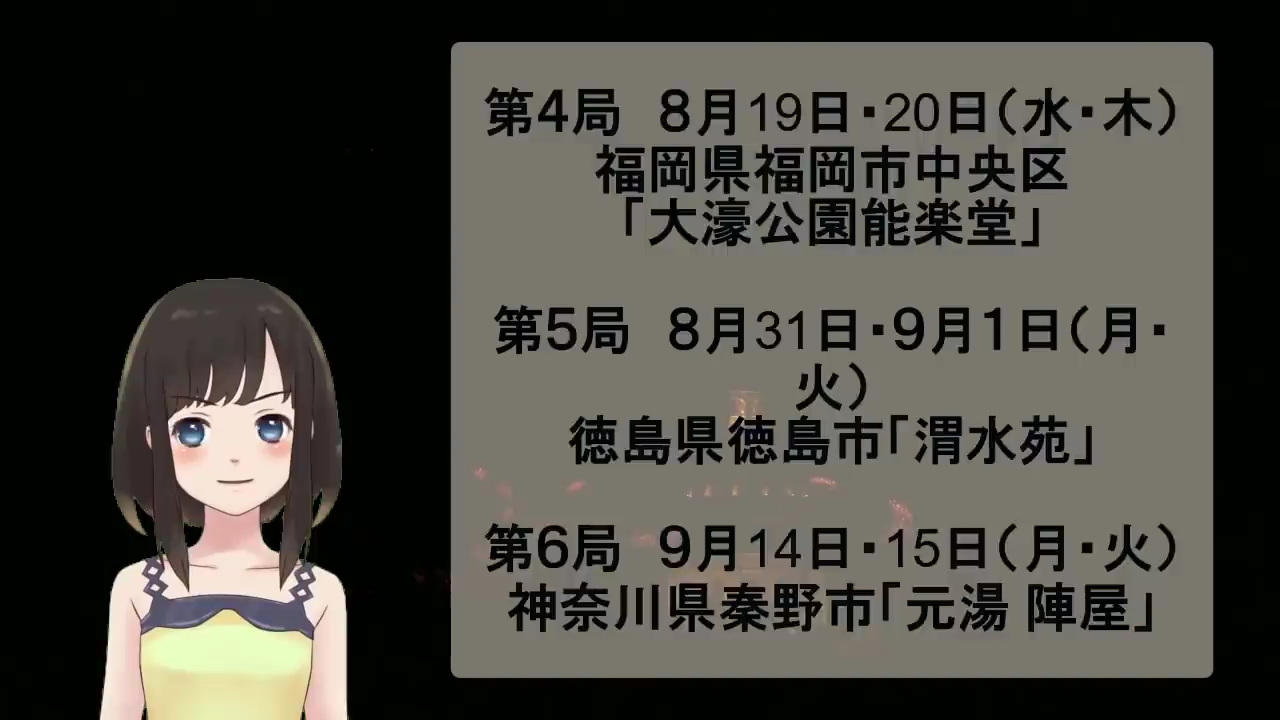 第4局　8月19日・20日（水・木）
福岡県福岡市中央区
「大濠公園能楽堂」
第5局　8月31日・9月1日（月・
火）
徳島県徳島市「渭水苑」
第6局　9月14日・15日（月・火）
神奈川県秦野市「元湯 陣屋」